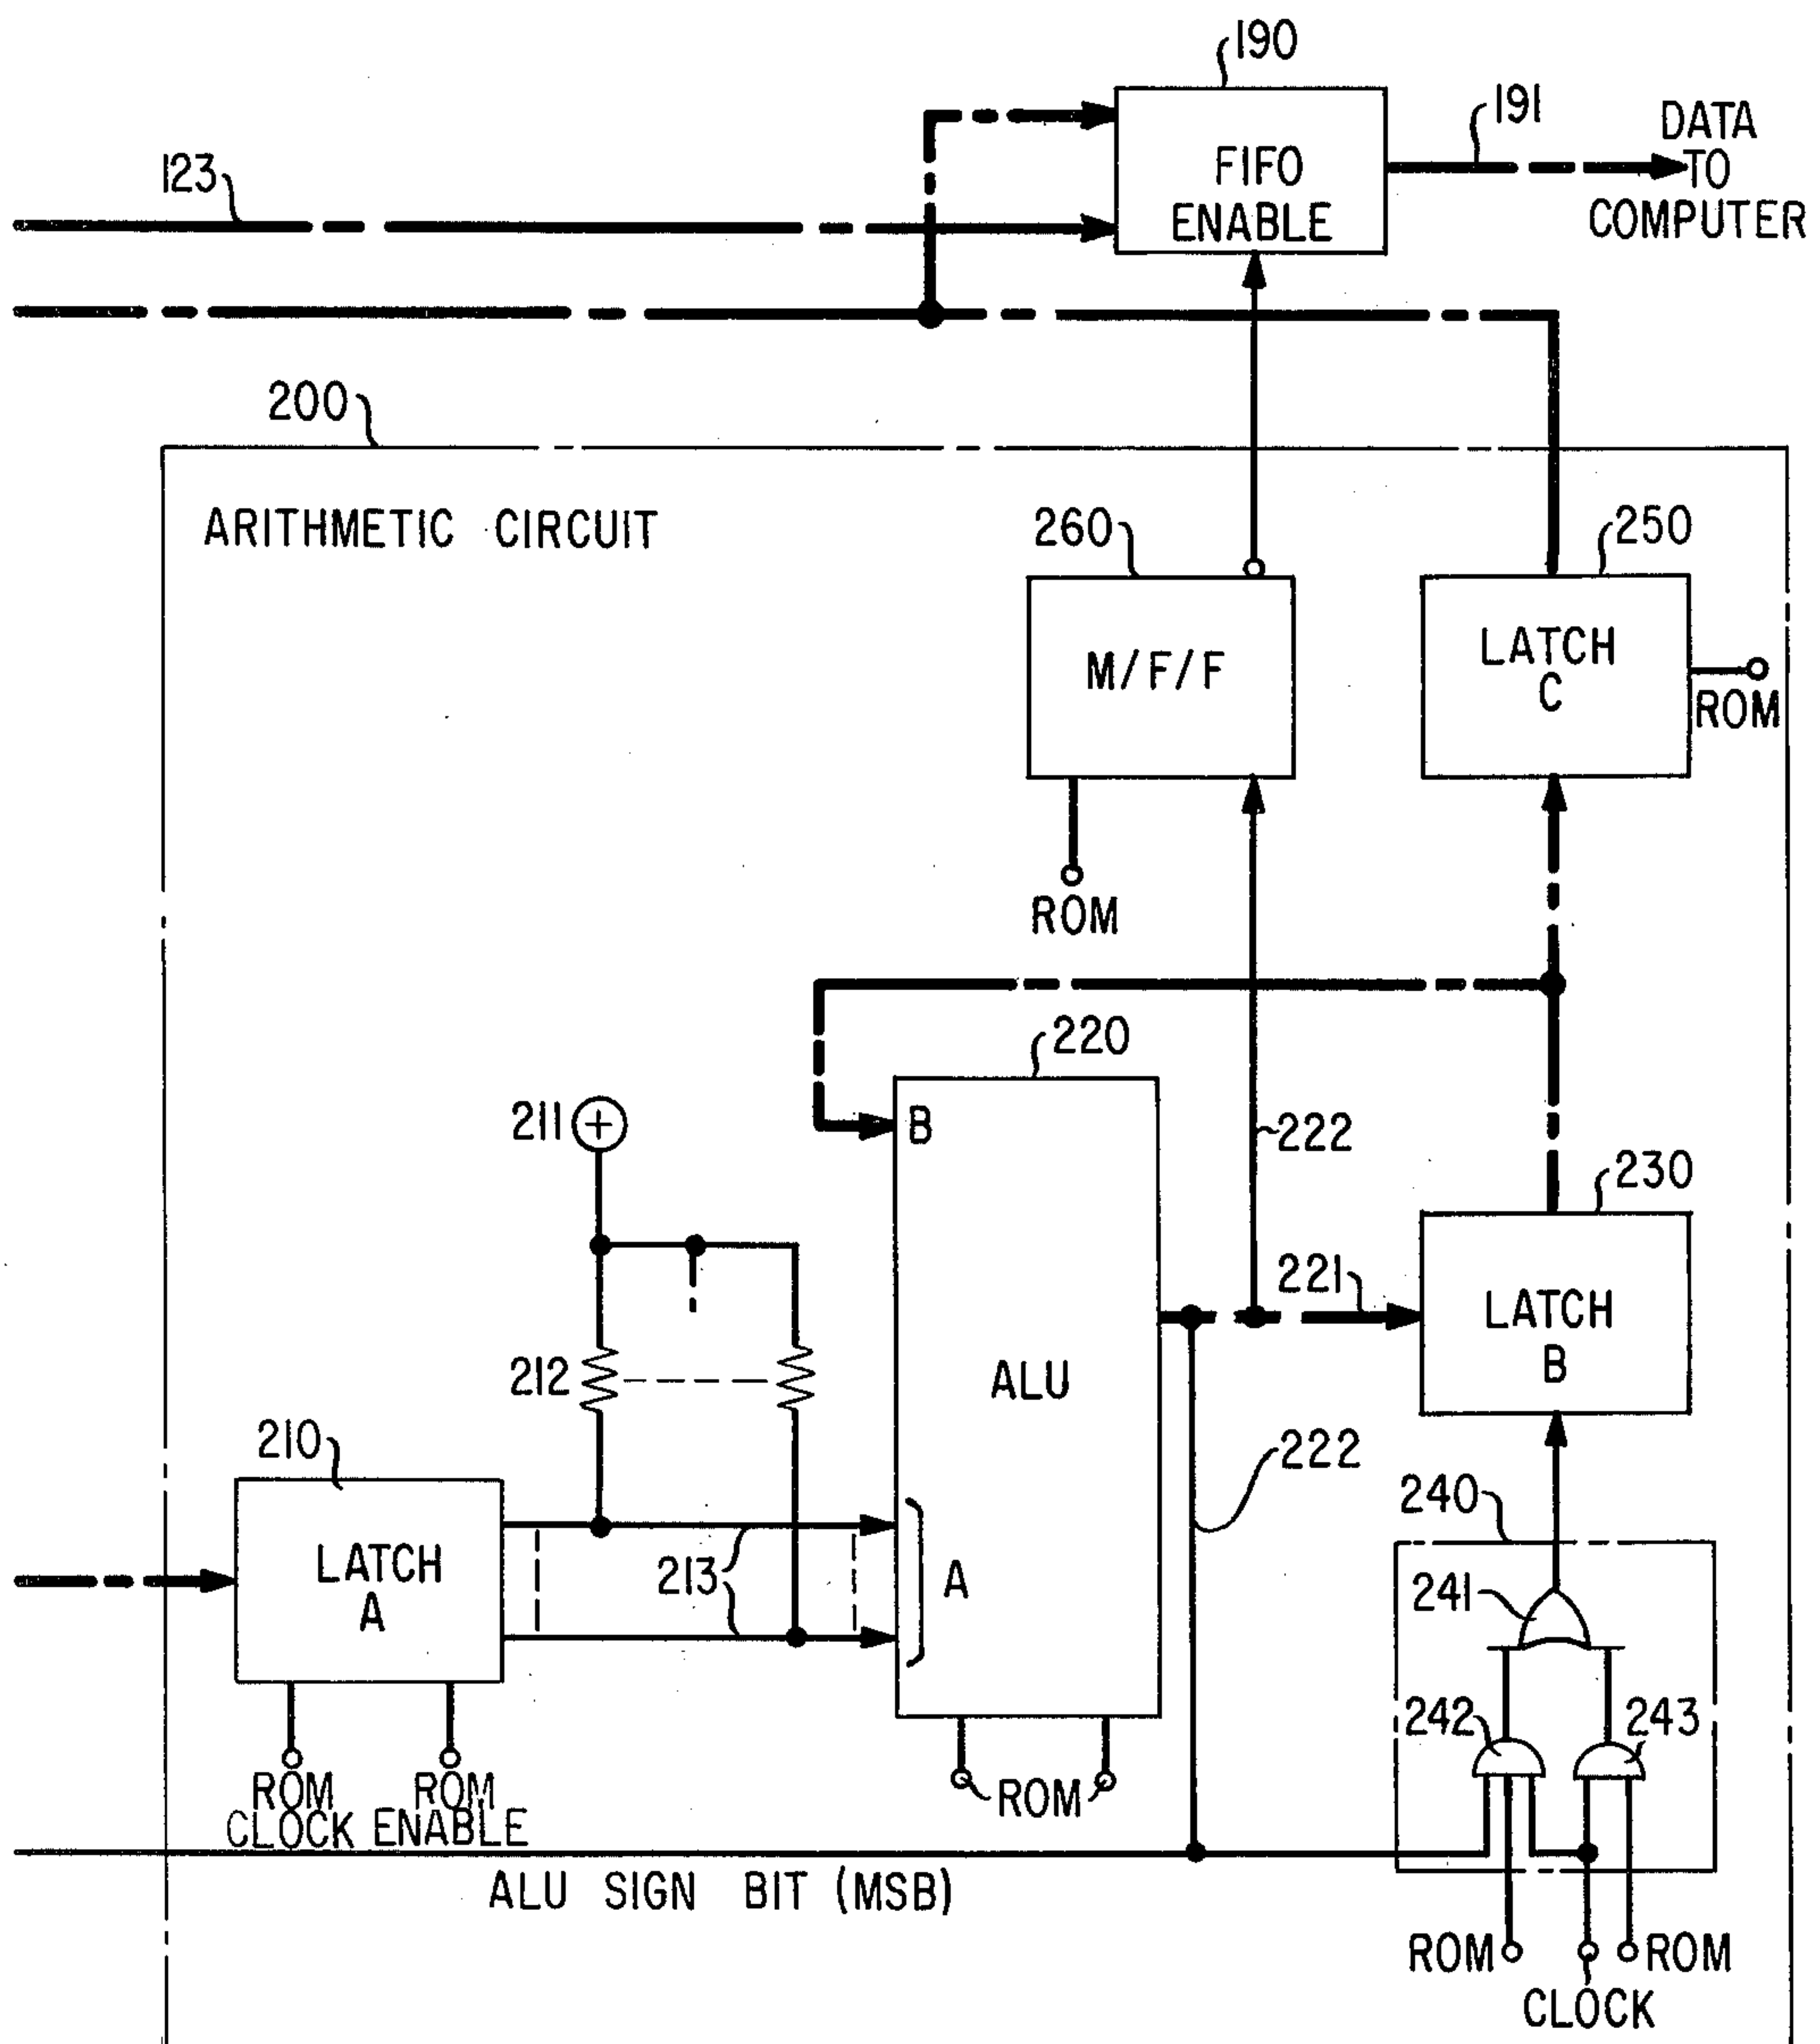 190
191
DATA
TO
COMPUTER
123
FIFO
ENABLE
200
ARITHMETIC CIRCUIT
260
250
M/F/F
LATCH
C
ROM
ROM
220
211
+
B
222
230
221
212
ALU
LATCH
B
210
222
240
LATCH
A
213
A
241
242
243
ROM
CLOCK
ROM
ENABLE
ROM
ALU SIGN BIT (MSB)
ROM
ROM
CLOCK